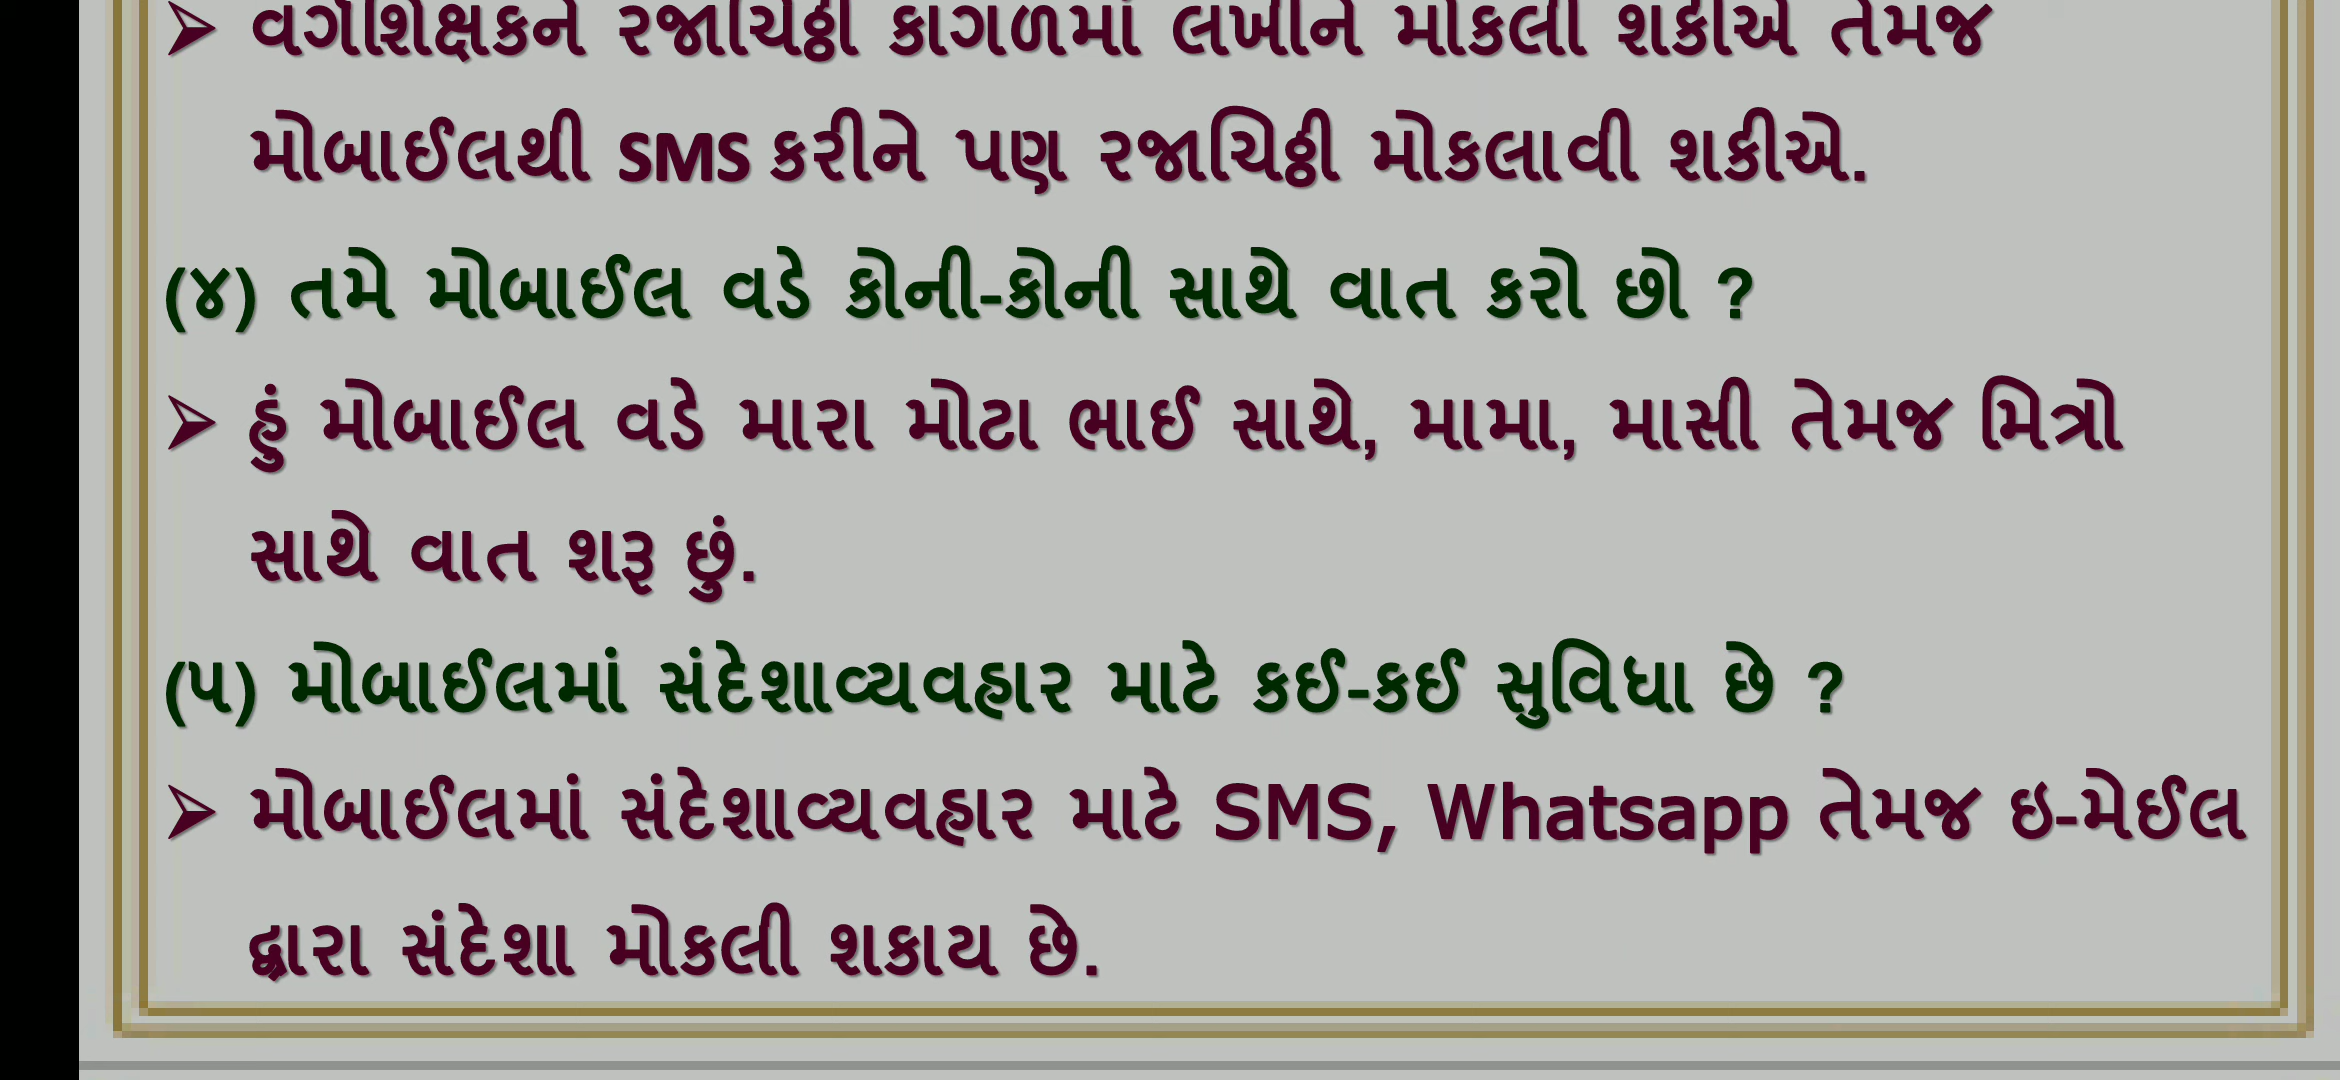 ➢ વર્ગશિક્ષકને રજાચિઠ્ઠી કાગળમાં લખીને મોકલી શકીએ તેમજ
મોબાઈલથી SMS કરીને પણ રજાચિઠ્ઠી મોકલાવી શકીએ.
(૪) તમે મોબાઈલ વડે કોની-કોની સાથે વાત કરો છો ?
➢ હું મોબાઈલ વડે મારા મોટા ભાઈ સાથે, મામા, માસી તેમજ મિત્રો
સાથે વાત શરૂ છું.
(૫) મોબાઈલમાં સંદેશાવ્યવહાર માટે કઈ-કઈ સુવિધા છે ?
➢ મોબાઈલમાં સંદેશાવ્યવહાર માટે SMS, Whatsapp તેમજ ઇ-મેઈલ
દ્વારા સંદેશા મોકલી શકાય છે.